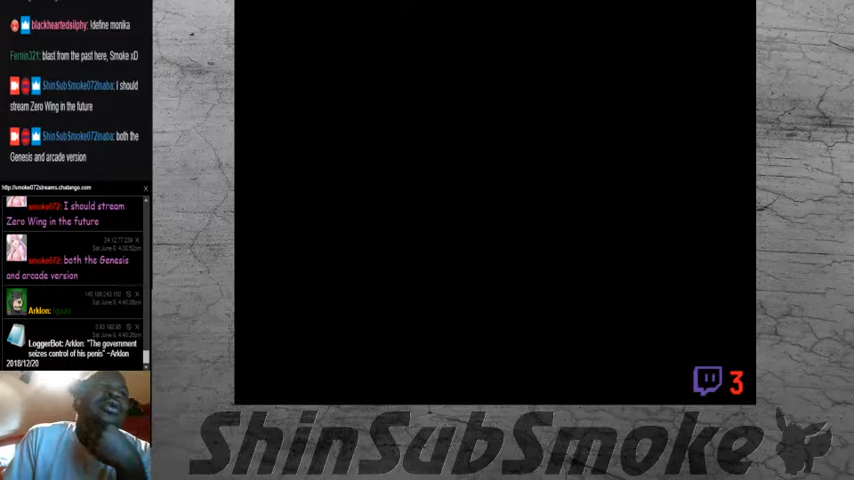 blackheartedsilphy: !define monika
Fernin321: blast from the past here, Smoke xD
ShinSubSmoke072Inaba: I should
stream Zero Wing in the future
ShinSubSmoke072Inaba: both the
Genesis and arcade version
http://smoke072streams.chatango.com
smoke072: I should stream
Zero Wing in the future
smoke072: both the Genesis
and arcade version
Arklon: !quote
LoggerBot: Arklon: "The government
seizes control of his penis" ~Arklon
2018/12/20
3
ShinSubSmoke